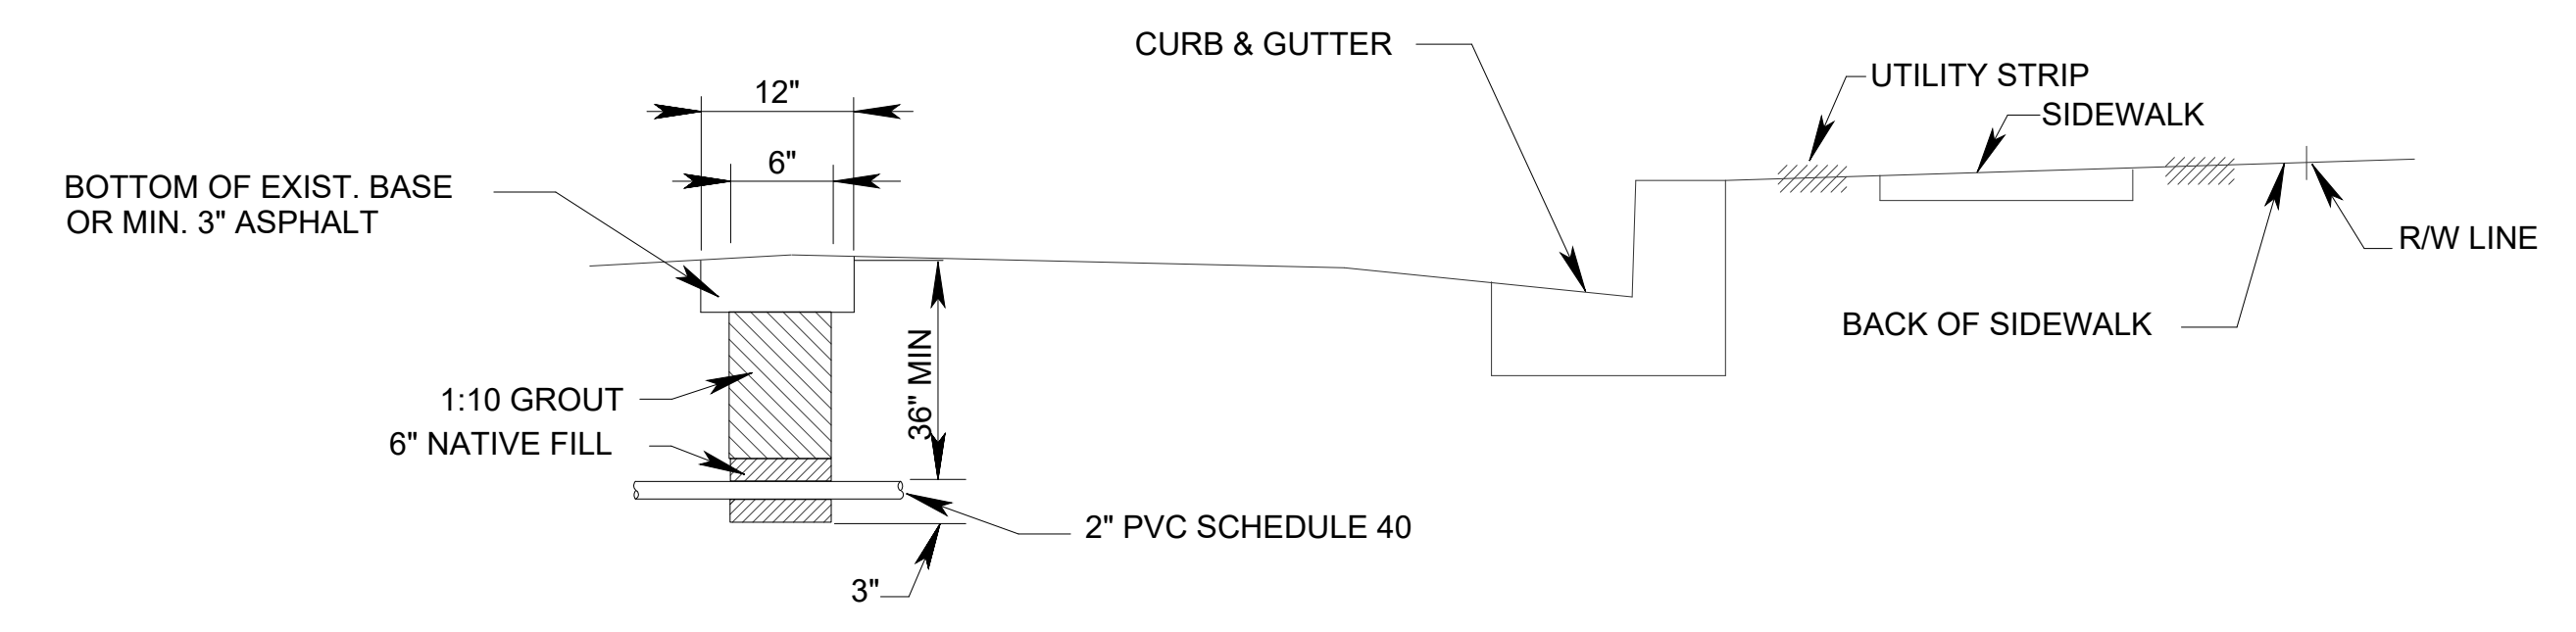 CURB & GUTTER
UTILITY STRIP
12"
SIDEWALK
6"
BOTTOM OF EXIST. BASE
OR MIN. 3" ASPHALT
R/W LINE
BACK OF SIDEWALK
36" MIN
1:10 GROUT
6" NATIVE FILL
2" PVC SCHEDULE 40
3"